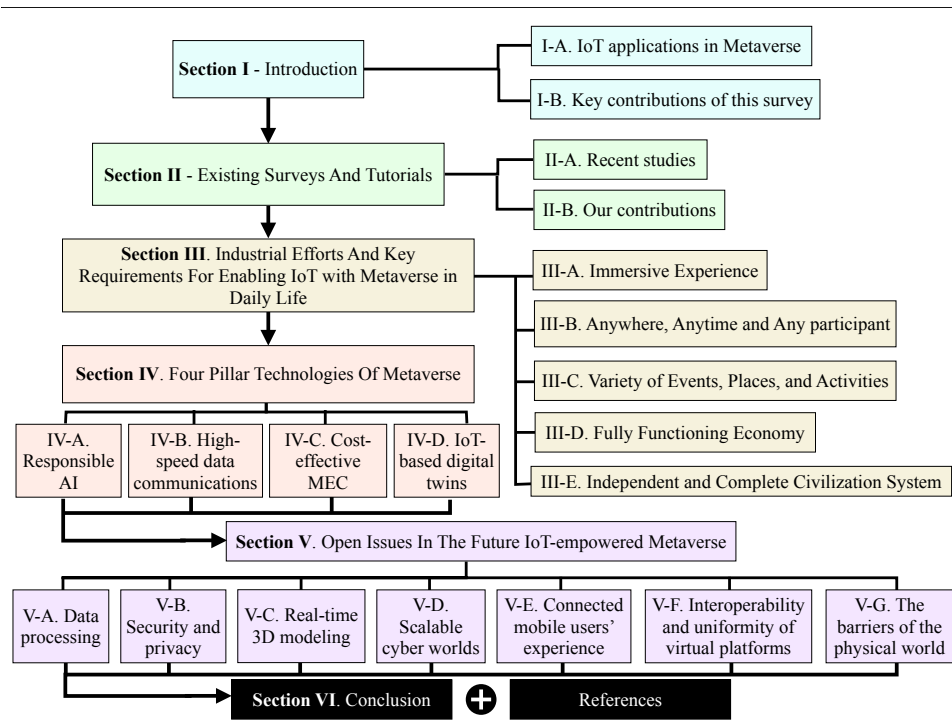 Section I - Introduction
I-A. IoT applications in Metaverse
I-B. Key contributions of this survey
Section II - Existing Surveys And Tutorials
II-A. Recent studies
II-B. Our contributions
Section III. Industrial Efforts And Key
Requirements For Enabling IoT with Metaverse in
Daily Life
III-A. Immersive Experience
III-B. Anywhere, Anytime and Any participant
III-C. Variety of Events, Places, and Activities
III-D. Fully Functioning Economy
III-E. Independent and Complete Civilization System
Section IV. Four Pillar Technologies Of Metaverse
IV-A.
Responsible
AI
IV-B. High-
speed data
communications
IV-C. Cost-
effective
MEC
IV-D. IoT-
based digital
twins
Section V. Open Issues In The Future IoT-empowered Metaverse
V-A. Data
processing
V-B.
Security and
privacy
V-C. Real-time
3D modeling
V-D.
Scalable
cyber worlds
V-E. Connected
mobile users’
experience
V-F. Interoperability
and uniformity of
virtual platforms
V-G. The
barriers of the
physical world
Section VI. Conclusion
References